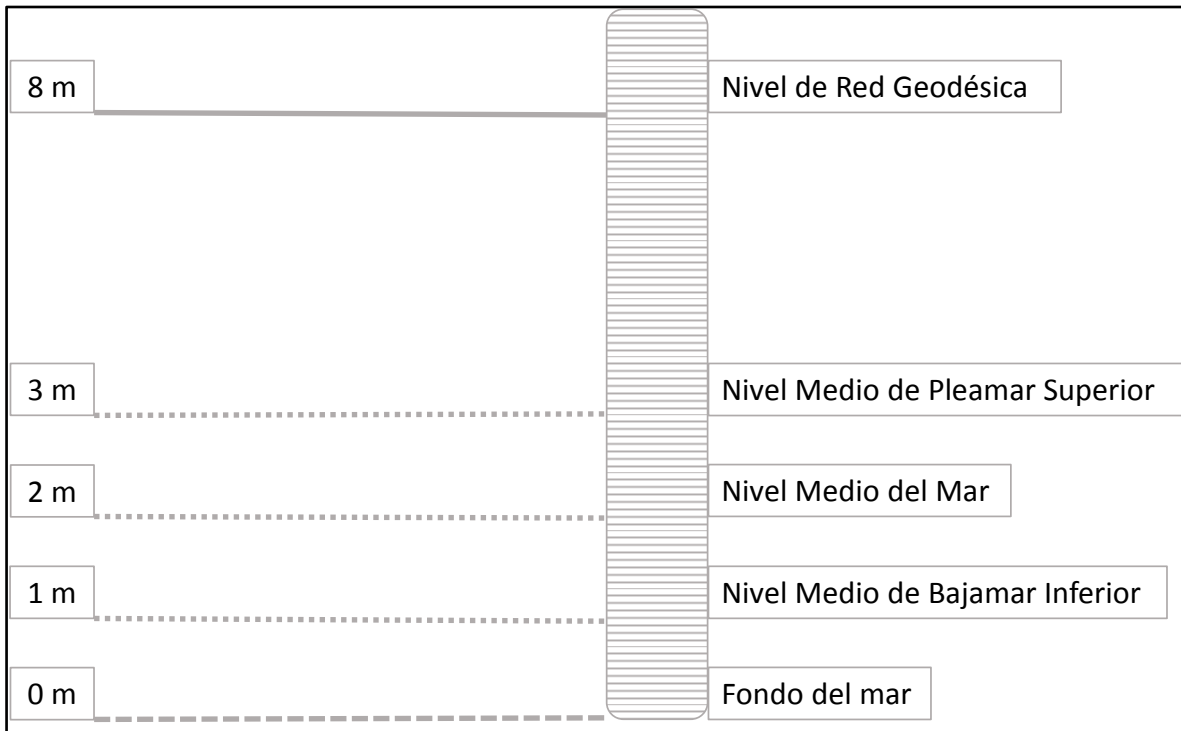 8 m
Nivel de Red Geodésica
3 m
Nivel Medio de Pleamar Superior
2 m
Nivel Medio del Mar
1 m
Nivel Medio de Bajamar Inferior
0 m
Fondo del mar